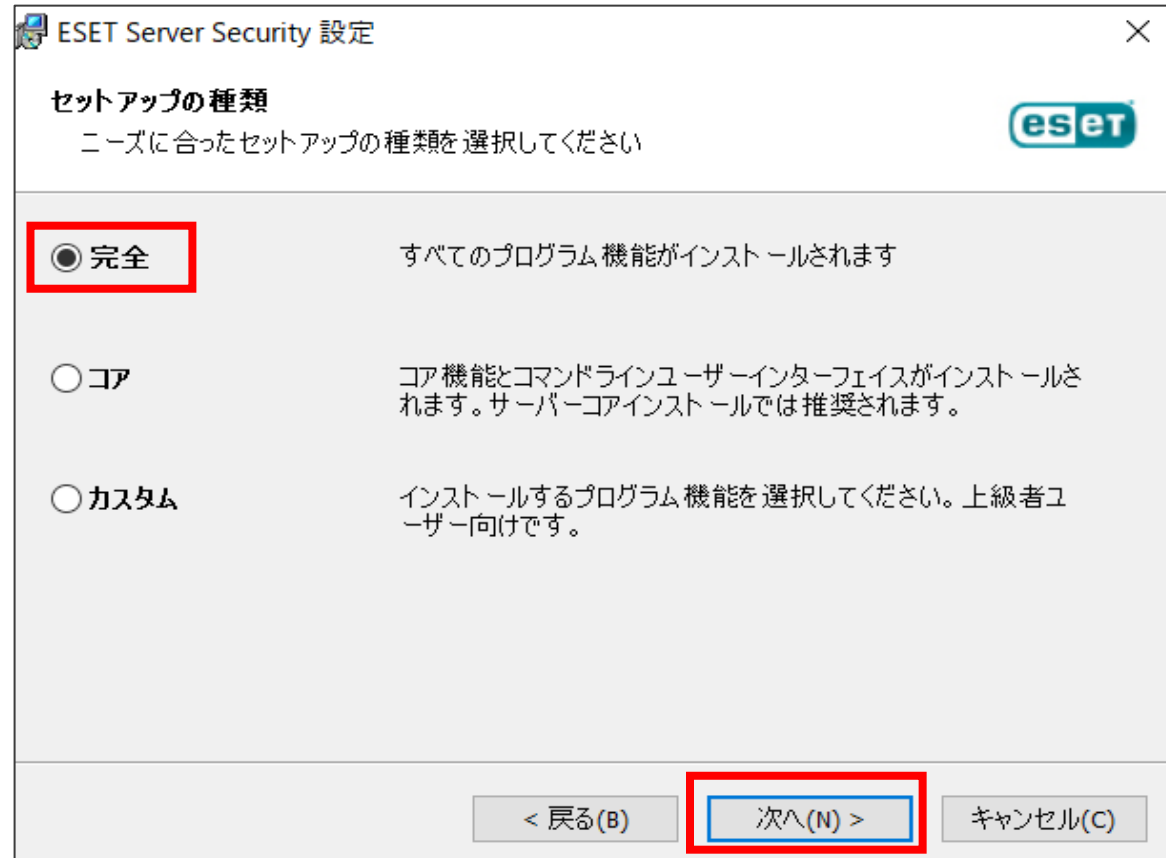 ESET Server Security 設定
セットアップの種類
ニーズに合ったセットアップの種類を選択してください
eseT
完全
すべてのプログラム機能がインストールされます
コア
コア機能とコマンドラインユーザーインターフェイスがインストールさ
れます。サーバーコアインストールでは推奨されます。
カスタム
インストールするプログラム機能を選択してください。上級者ユ
ーザー向けです。
< 戻る(B)
次へ(N) >
キャンセル(C)